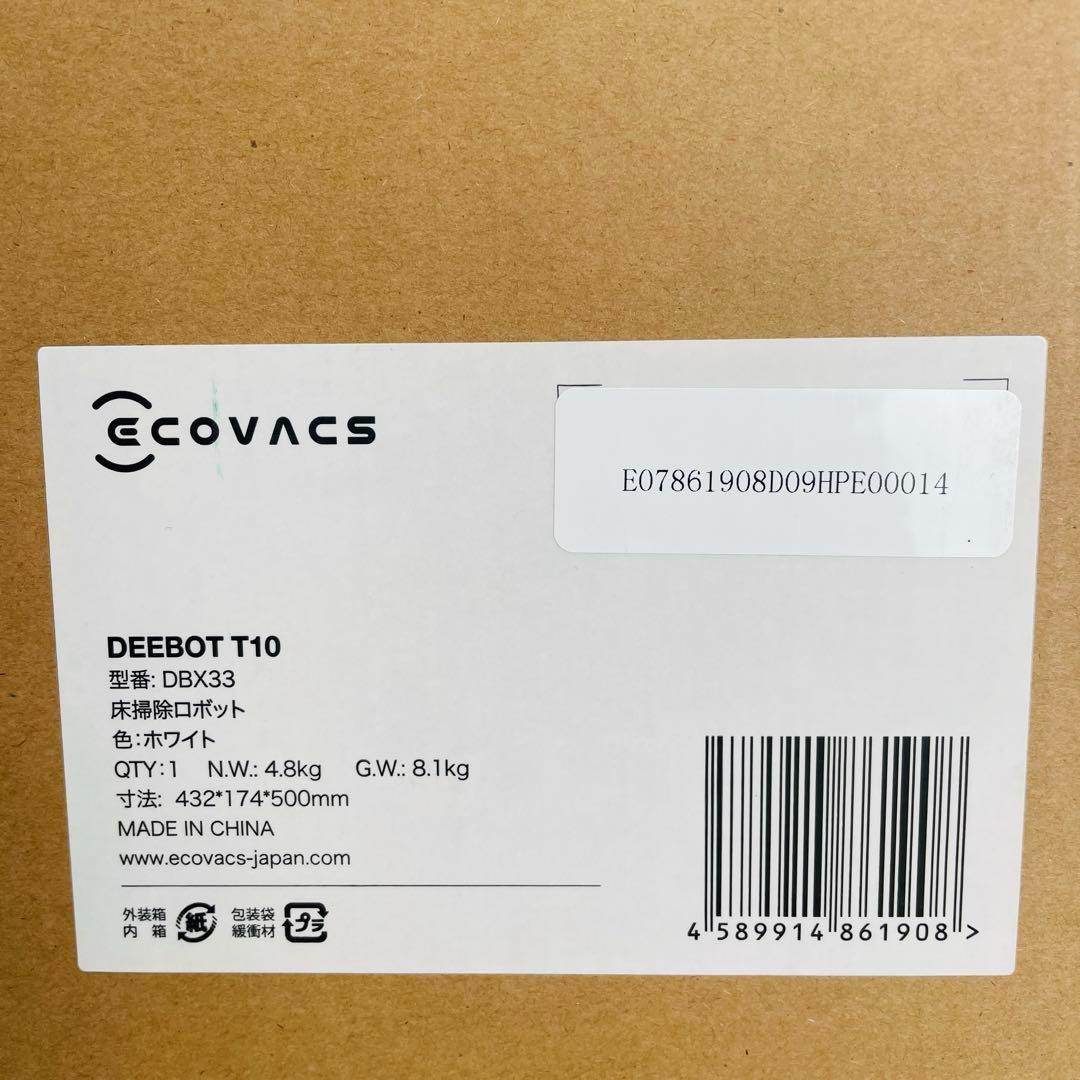 ECOVACS
E07861908D09HPE00014
DEEBOT T10
型番: DBX33
床掃除ロボット
色:ホワイト
QTY:1 N.W.: 4.8kg G.W.: 8.1kg
寸法: 432*174*500mm
MADE IN CHINA
www.ecovacs-japan.com
外装箱
内 箱
紙
包装袋
緩衝材
プラ
4 589914 861908 >